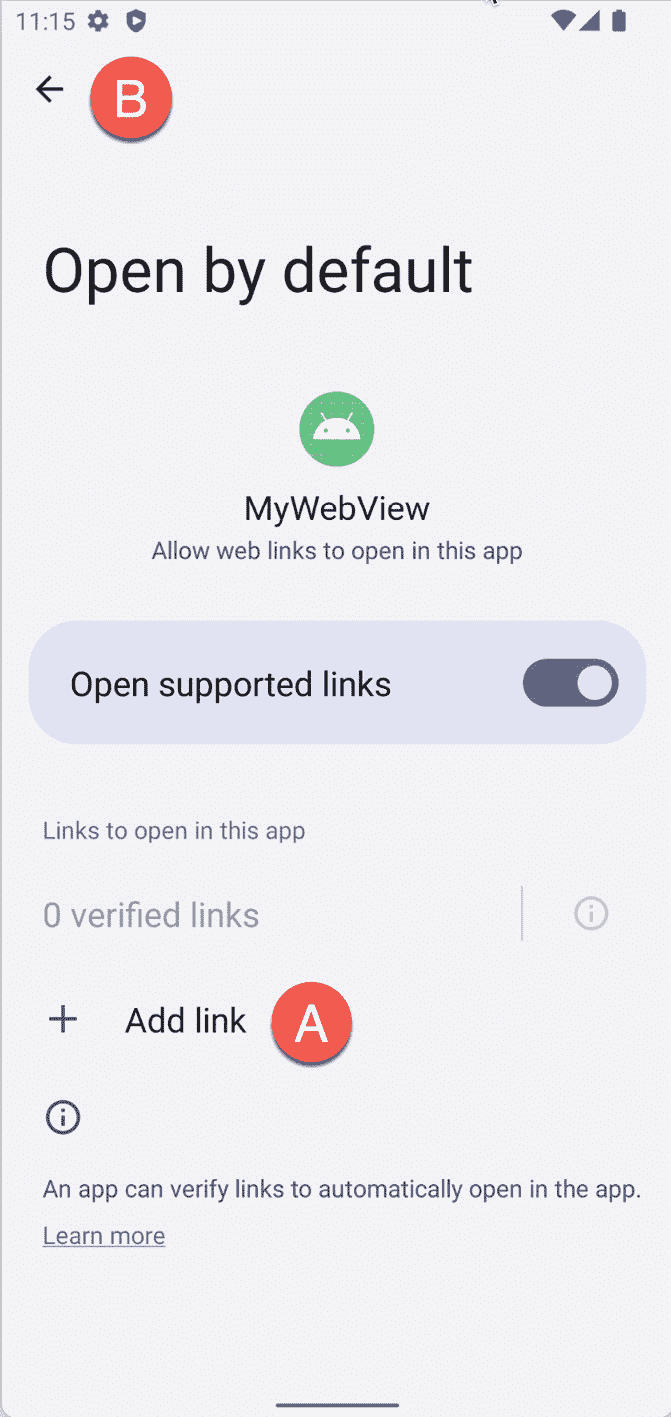 11:15
B
Open by default
MyWebView
Allow web links to open in this app
Open supported links
Links to open in this app
0 verified links
Add link
A
An app can verify links to automatically open in the app.
Learn more